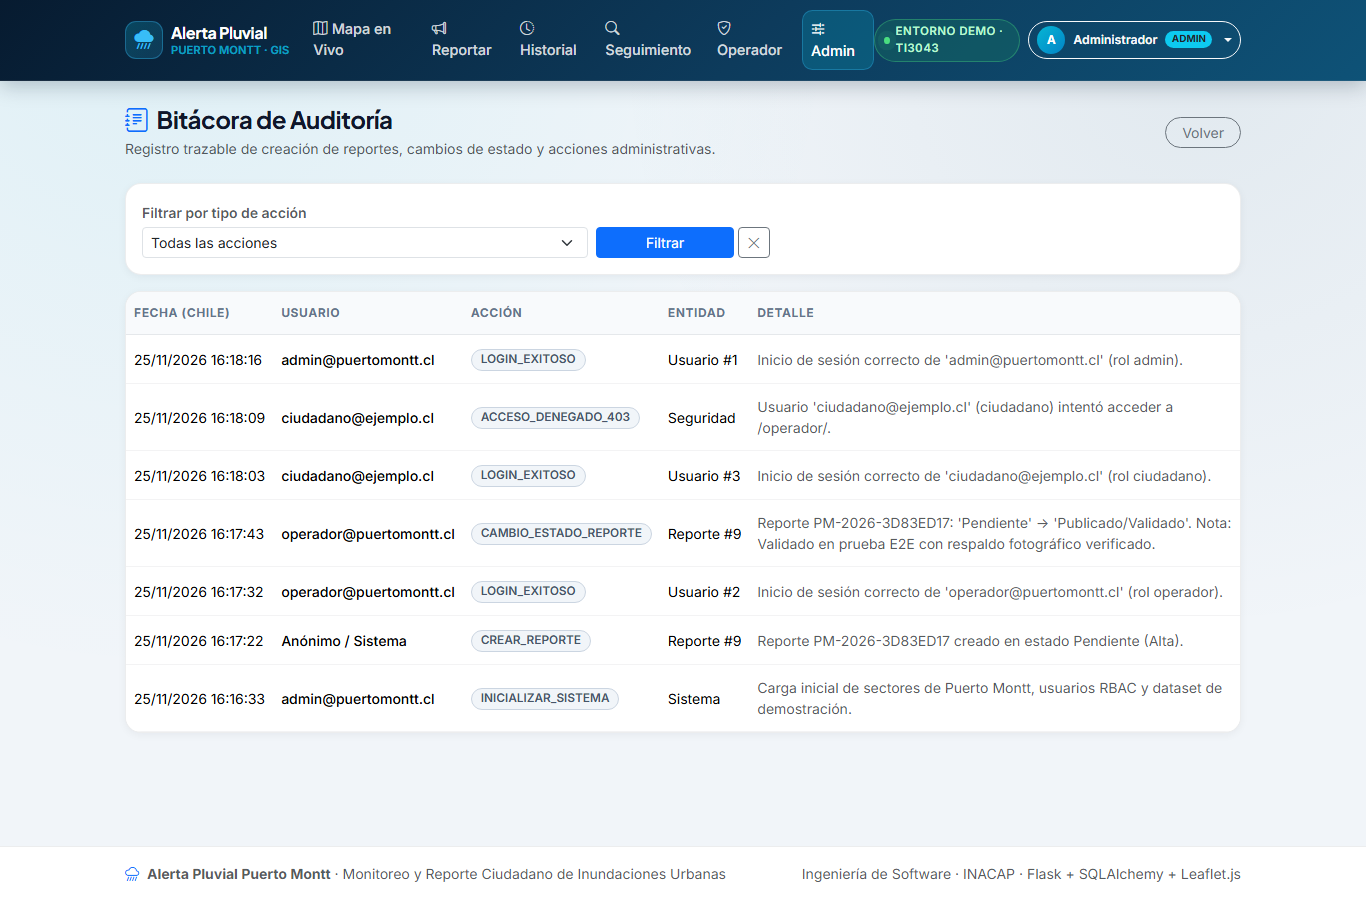 Alerta Pluvial
PUERTO MONTT · GIS
Mapa en
Vivo
Reportar
Historial
Seguimiento
Operador
Admin
ENTORNO DEMO ·
TI3043
A Administrador ADMIN
Bitácora de Auditoría
Registro trazable de creación de reportes, cambios de estado y acciones administrativas.
Volver
Filtrar por tipo de acción
Todas las acciones
Filtrar
FECHA (CHILE) USUARIO ACCIÓN ENTIDAD DETALLE
25/11/2026 16:18:16 admin@puertomontt.cl LOGIN_EXITOSO Usuario #1 Inicio de sesión correcto de 'admin@puertomontt.cl' (rol admin).
25/11/2026 16:18:09 ciudadano@ejemplo.cl ACCESO_DENEGADO_403 Seguridad Usuario 'ciudadano@ejemplo.cl' (ciudadano) intentó acceder a
/operador/.
25/11/2026 16:18:03 ciudadano@ejemplo.cl LOGIN_EXITOSO Usuario #3 Inicio de sesión correcto de 'ciudadano@ejemplo.cl' (rol ciudadano).
25/11/2026 16:17:43 operador@puertomontt.cl CAMBIO_ESTADO_REPORTE Reporte #9 Reporte PM-2026-3D83ED17: 'Pendiente' → 'Publicado/Validado'. Nota:
Validado en prueba E2E con respaldo fotográfico verificado.
25/11/2026 16:17:32 operador@puertomontt.cl LOGIN_EXITOSO Usuario #2 Inicio de sesión correcto de 'operador@puertomontt.cl' (rol operador).
25/11/2026 16:17:22 Anónimo / Sistema CREAR_REPORTE Reporte #9 Reporte PM-2026-3D83ED17 creado en estado Pendiente (Alta).
25/11/2026 16:16:33 admin@puertomontt.cl INICIALIZAR_SISTEMA Sistema Carga inicial de sectores de Puerto Montt, usuarios RBAC y dataset de
demostración.
Alerta Pluvial Puerto Montt · Monitoreo y Reporte Ciudadano de Inundaciones Urbanas
Ingeniería de Software · INACAP · Flask + SQLAlchemy + Leaflet.js